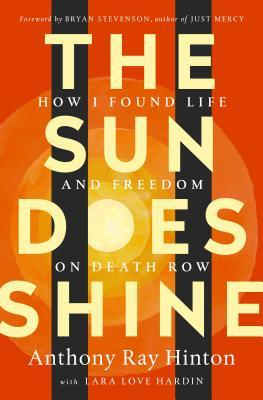 Foreword by BRYAN STEVENSON, author of JUST MERCY
THE
HOW I FOUND LIFE
SUN
AND FREEDOM
DOES
ON DEATH ROW
SHINE
Anthony Ray Hinton
with LARA LOVE HARDIN